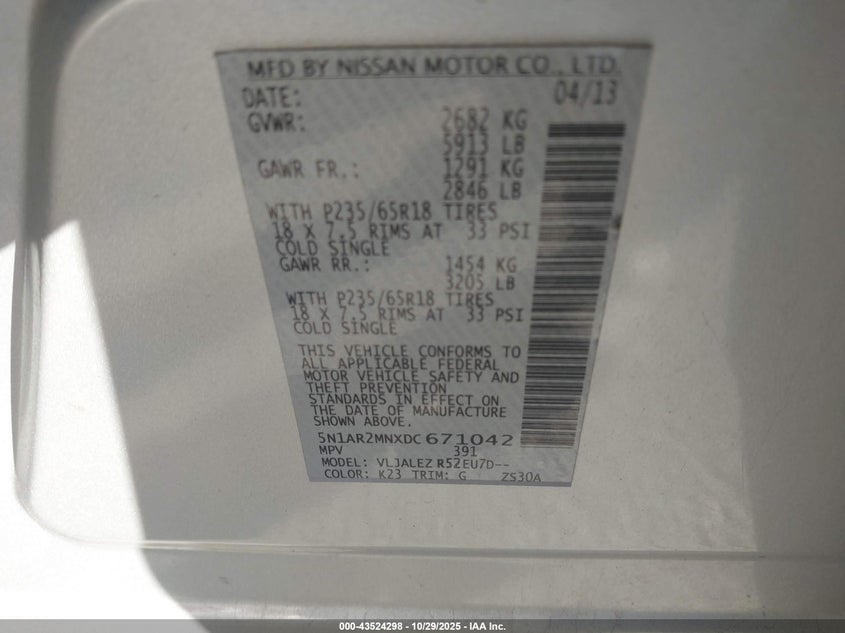 MFD BY NISSAN MOTOR CO., LTD.
DATE: 04/13
GVWR: 2682 KG
5913 LB
GAWR FR.: 1291 KG
2846 LB
WITH P235/65R18 TIRES
18 X 7.5 RIMS AT 33 PSI
COLD SINGLE
GAWR RR.: 1454 KG
3205 LB
WITH P235/65R18 TIRES
18 X 7.5 RIMS AT 33 PSI
COLD SINGLE
THIS VEHICLE CONFORMS TO
ALL APPLICABLE FEDERAL
MOTOR VEHICLE SAFETY AND
THEFT PREVENTION
STANDARDS IN EFFECT ON
THE DATE OF MANUFACTURE
SHOWN ABOVE.
5N1AR2MNXDC671042
MPV 391
MODEL: VLJALEZ R52EU7D--
COLOR: K23 TRIM: G ZS30A
000-43524298 - 10/29/2025 - IAA Inc.